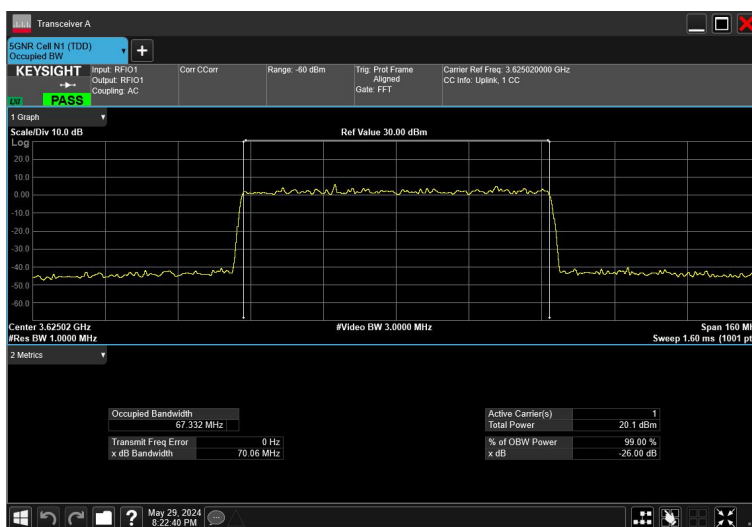 Transceiver A
5GNR Cell N1 (TDD)
Occupied BW
KEYSIGHT
LXI
PASS
Input: RFIO1
Output: RFIO1
Coupling: AC
Corr CCorr
Range: -60 dBm
Trig: Prot Frame
Aligned
Gate: FFT
Carrier Ref Freq: 3.625020000 GHz
CC Info: Uplink, 1 CC
1 Graph
Scale/Div 10.0 dB
Ref Value 30.00 dBm
Log
20.0
10.0
0.00
-10.0
-20.0
-30.0
-40.0
-50.0
-60.0
Center 3.62502 GHz
#Video BW 3.0000 MHz
Span 160 MH
#Res BW 1.0000 MHz
Sweep 1.60 ms (1001 pt
2 Metrics
Occupied Bandwidth
67.332 MHz
Transmit Freq Error 0 Hz
x dB Bandwidth 70.06 MHz
Active Carrier(s) 1
Total Power 20.1 dBm
% of OBW Power 99.00 %
x dB -26.00 dB
?
May 29, 2024
8:22:40 PM